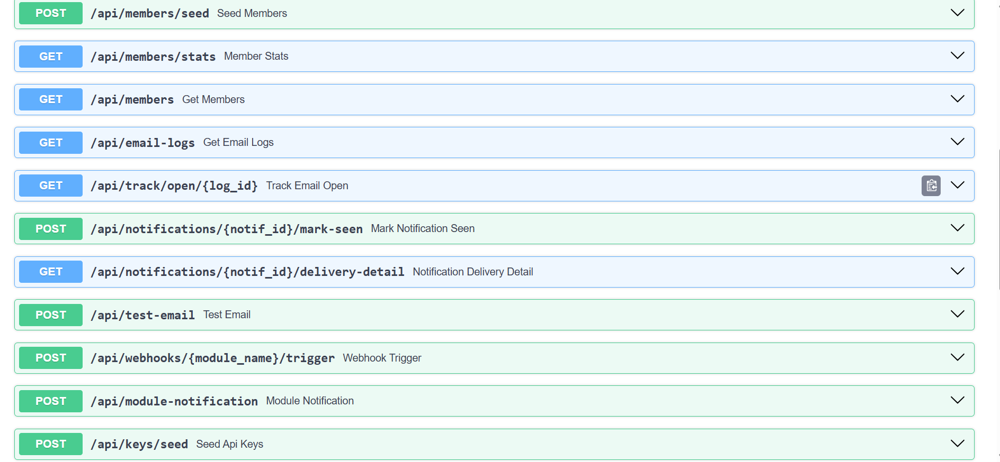 POST /api/members/seed Seed Members
GET /api/members/stats Member Stats
GET /api/members Get Members
GET /api/email-logs Get Email Logs
GET /api/track/open/{log_id} Track Email Open
POST /api/notifications/{notif_id}/mark-seen Mark Notification Seen
GET /api/notifications/{notif_id}/delivery-detail Notification Delivery Detail
POST /api/test-email Test Email
POST /api/webhooks/{module_name}/trigger Webhook Trigger
POST /api/module-notification Module Notification
POST /api/keys/seed Seed Api Keys